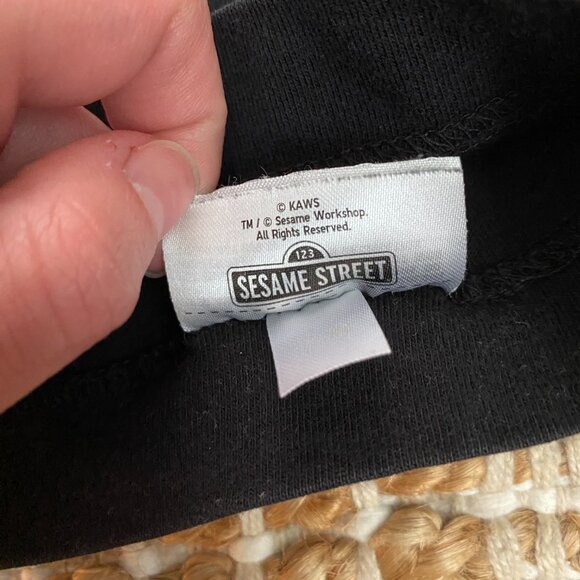 © KAWS
TM / © Sesame Workshop.
All Rights Reserved.
123
SESAME STREET